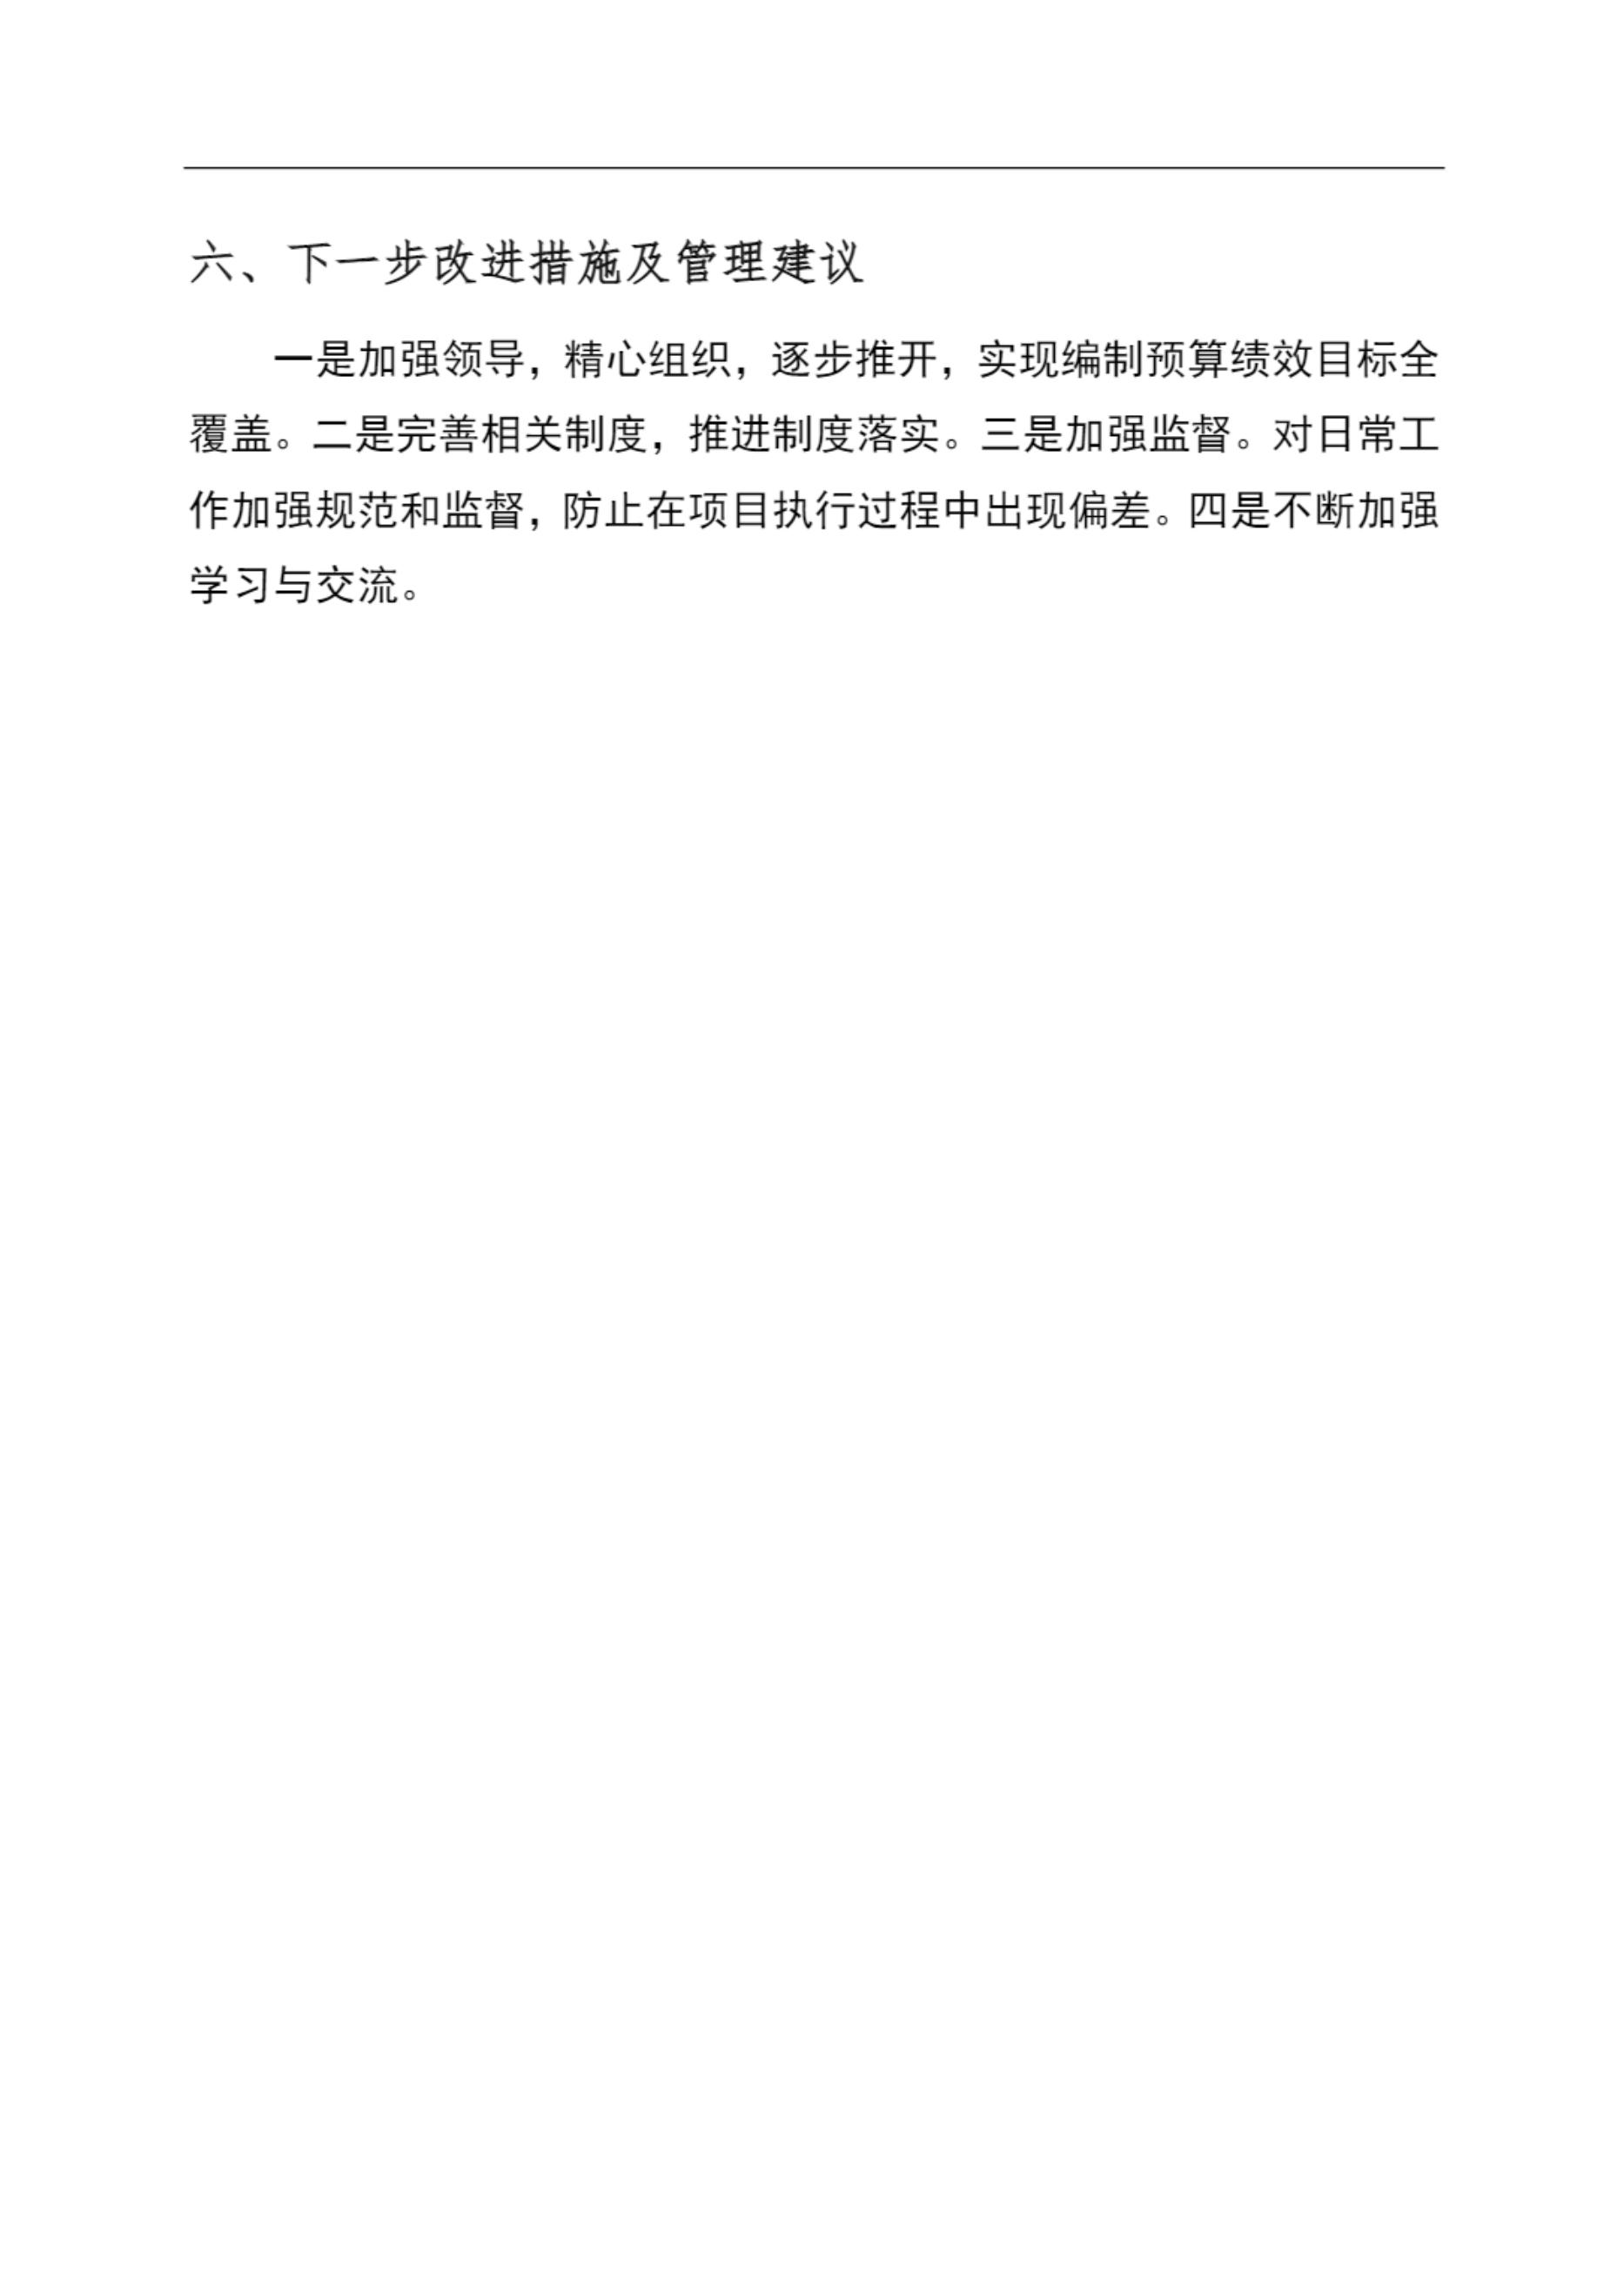 六、下一步改进措施及管理建议
一是加强领导，精心组织，逐步推开，实现编制预算绩效目标全
覆盖。二是完善相关制度，推进制度落实。三是加强监督。对日常工
作加强规范和监督，防止在项目执行过程中出现偏差。四是不断加强
学习与交流。